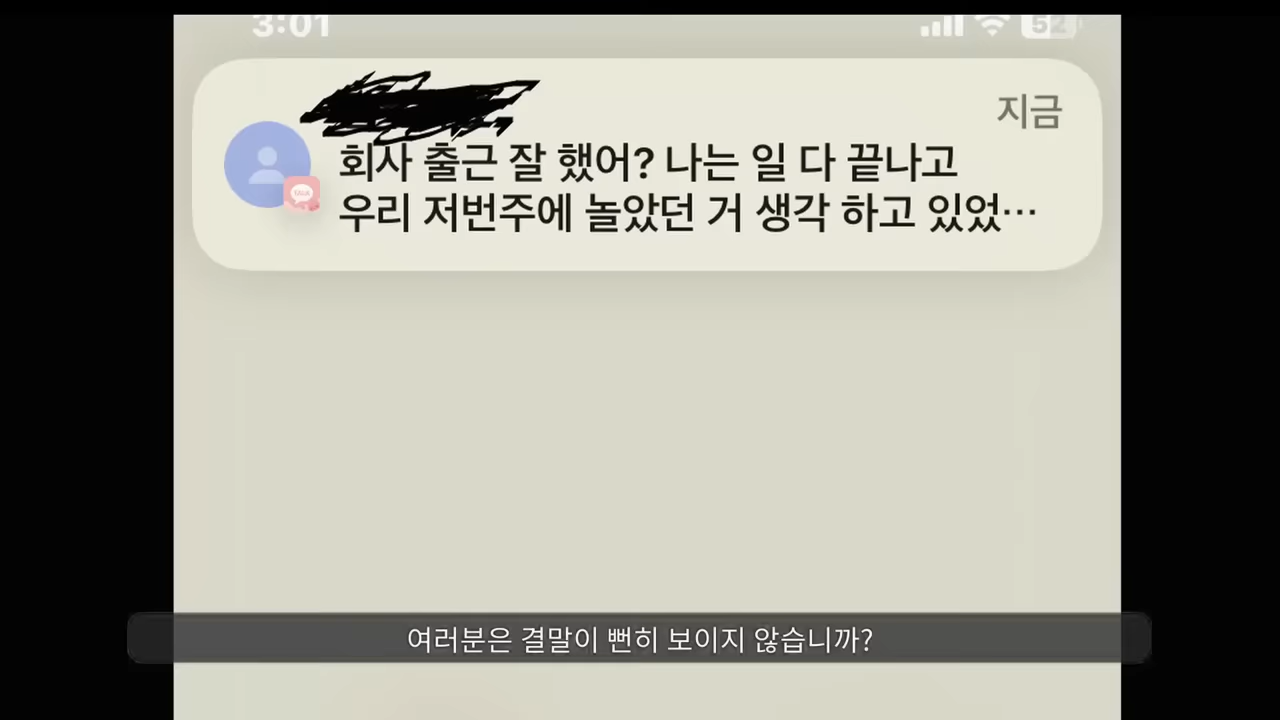 3:01
52
지금
회사 출근 잘 했어? 나는 일 다 끝나고
우리 저번주에 놀았던 거 생각 하고 있었…
여러분은 결말이 뻔히 보이지 않습니까?